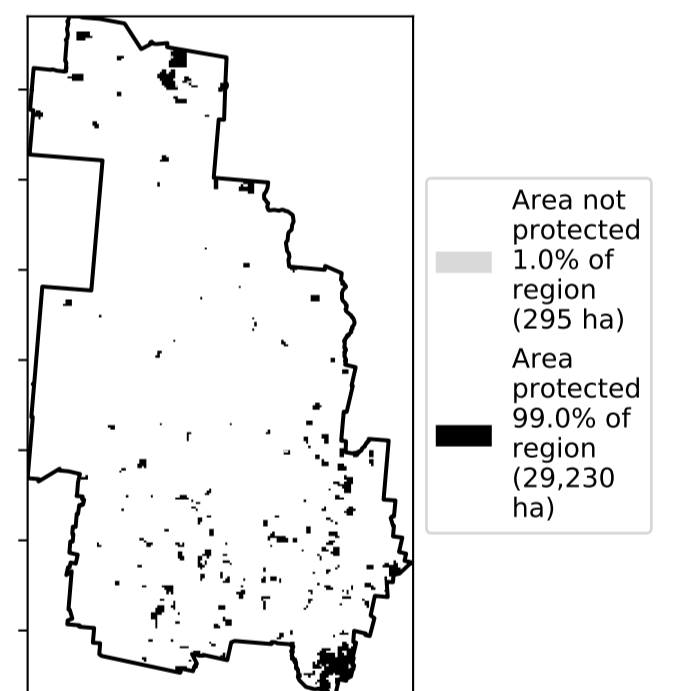 Area not
protected
1.0% of
region
(295 ha)
Area
protected
99.0% of
region
(29,230
ha)